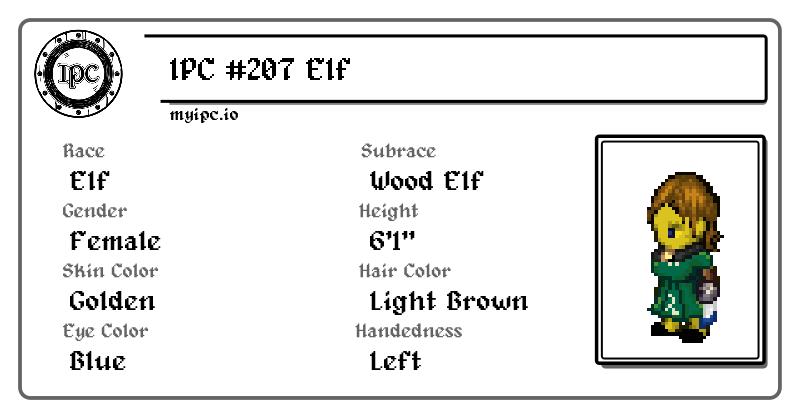 IPC
IPC #207 Elf
myipc.io
Race
Elf
Subrace
Wood Elf
Gender
Female
Height
6'1"
Skin Color
Golden
Hair Color
Light Brown
Eye Color
Blue
Handedness
Left